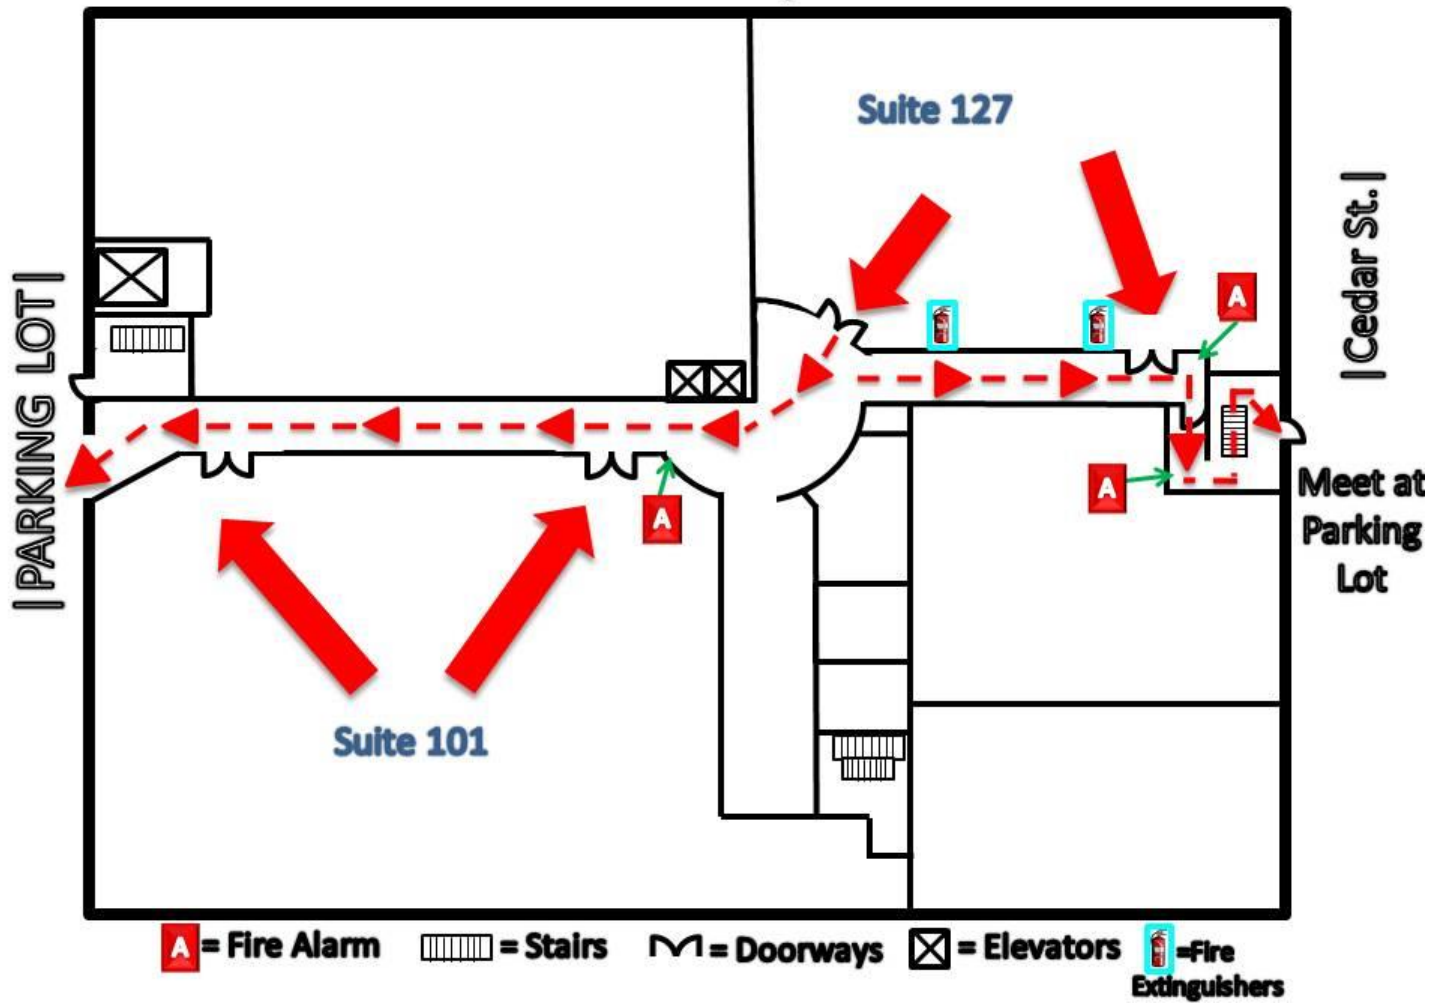 Suite 127
|Cedar St.|
A
|PARKING LOT|
A
A
Meet at
Parking
Lot
Suite 101
A = Fire Alarm
= Stairs
= Doorways
= Elevators
=Fire
Extinguishers